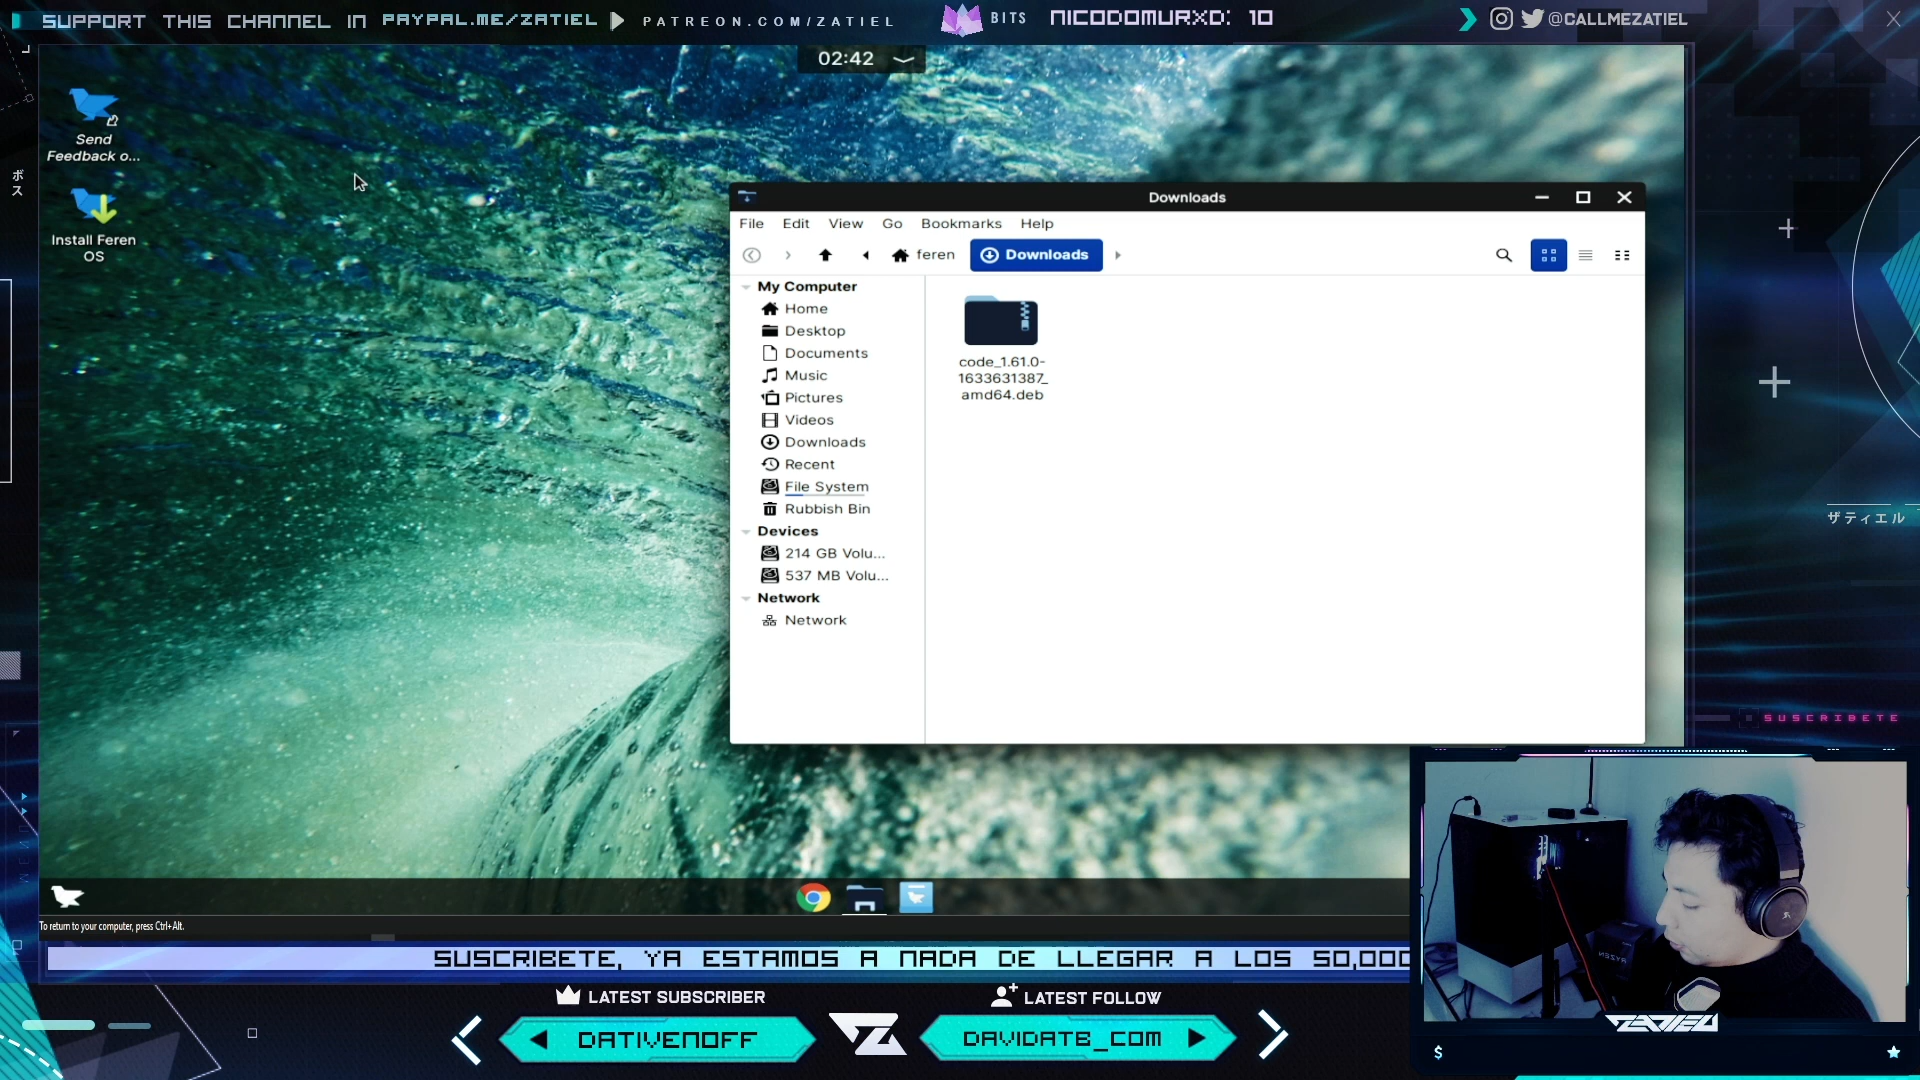 SUPPORT THIS CHANNEL IN PAYPAL.ME/ZATIEL PATREON.COM/ZATIEL
BITS NICODOMURXD: 10
@CALLMEZATIEL
02:42
Send
Feedback o...
Install Feren
OS
ボス
Downloads
File Edit View Go Bookmarks Help
feren Downloads
My Computer
Home
Desktop
Documents
Music
Pictures
Videos
Downloads
Recent
File System
Rubbish Bin
Devices
214 GB Volu...
537 MB Volu...
Network
Network
code_1.61.0-
1633631387_
amd64.deb
ザティエル
SUSCRIBETE
To return to your computer, press Ctrl+Alt.
SUSCRIBETE, YA ESTAMOS A NADA DE LLEGAR A LOS 50,000
LATEST SUBSCRIBER
DATIVENOFF
LATEST FOLLOW
DAVIDATE_COM
RYZEN
ZATIEL
$